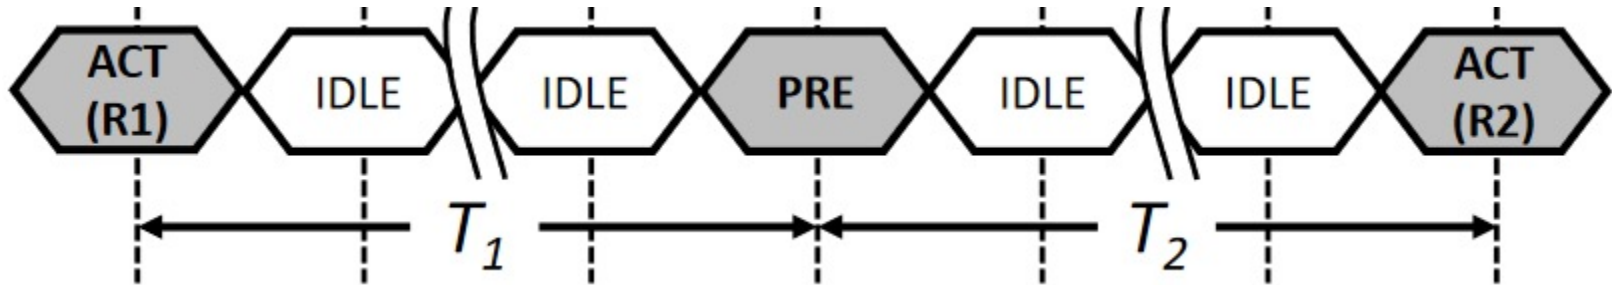 ACT
(R1)
IDLE
IDLE
PRE
IDLE
IDLE
ACT
(R2)
T1
T2